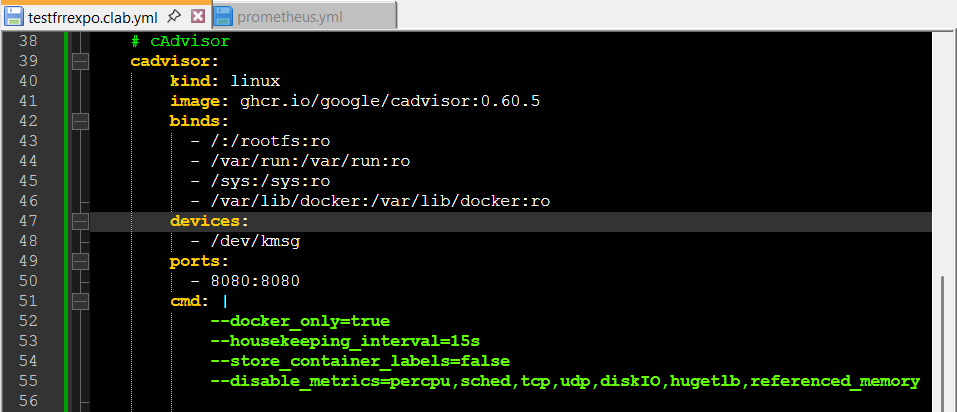 testfrrexpo.clab.yml
prometheus.yml
38 # cAdvisor
39 cadvisor:
40 kind: linux
41 image: ghcr.io/google/cadvisor:0.60.5
42 binds:
43 - /:/rootfs:ro
44 - /var/run:/var/run:ro
45 - /sys:/sys:ro
46 - /var/lib/docker:/var/lib/docker:ro
47 devices:
48 - /dev/kmsg
49 ports:
50 - 8080:8080
51 cmd: |
52 --docker_only=true
53 --housekeeping_interval=15s
54 --store_container_labels=false
55 --disable_metrics=percpu,sched,tcp,udp,diskIO,hugetlb,referenced_memory
56